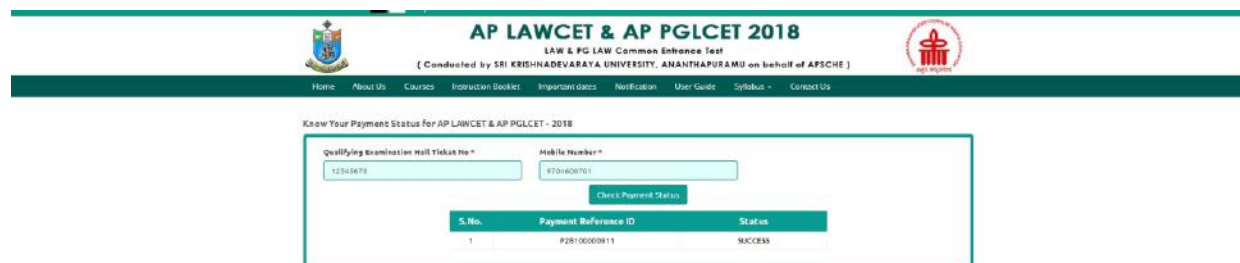 AP LAWCET & AP PGLCET 2018
LAW & PG LAW Common Entrance Test
( Conducted by SRI KRISHNADEVARAYA UNIVERSITY, ANANTHAPURAMU on behalf of APSCHE )
Home About Us Courses Instruction Booklet Important dates Notification User Guide Syllabus Contact Us
Know Your Payment Status for AP LAWCET & AP PGLCET - 2018
Qualifying Examination Hall Ticket No * Mobile Number *
Check Payment Status
S.No. Payment Reference ID Status
1 SUCCESS